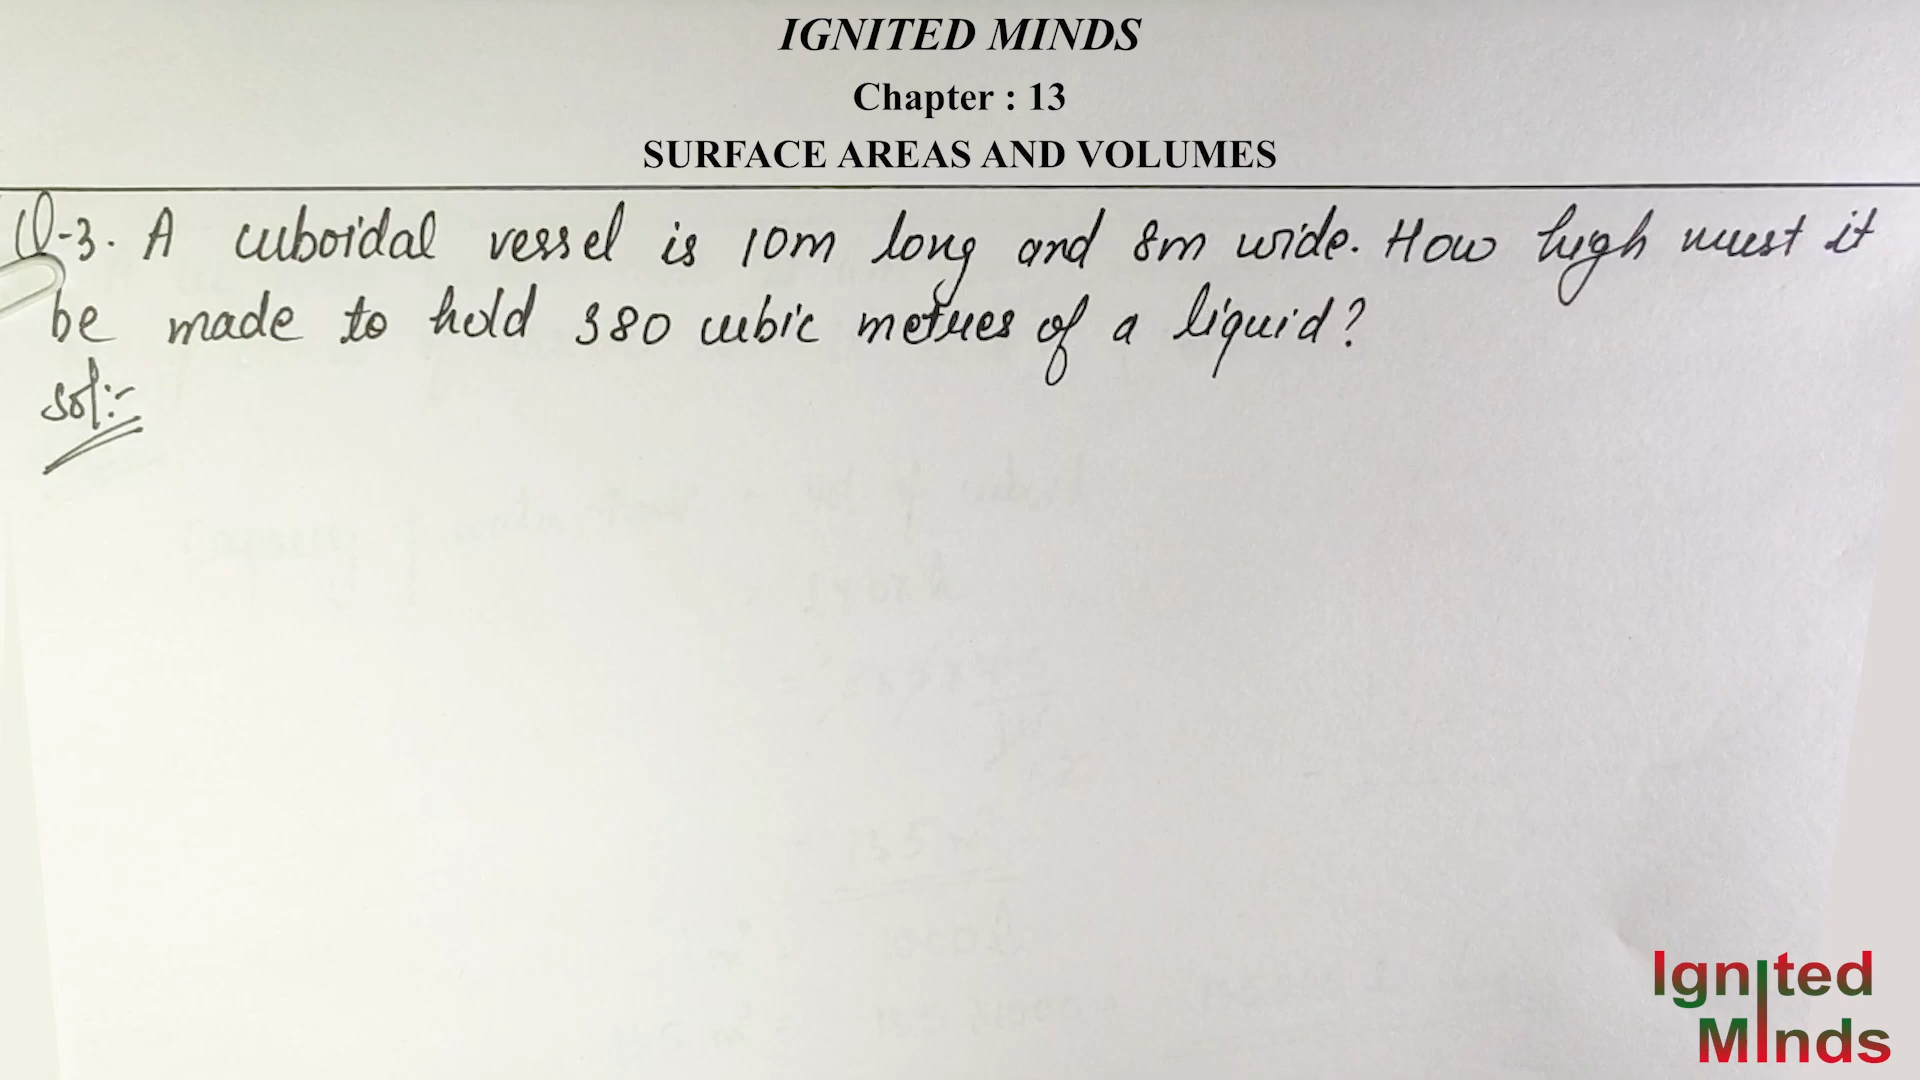 IGNITED MINDS
Chapter : 13
SURFACE AREAS AND VOLUMES
Q-3. A cuboidal vessel is 10m long and 8m wide. How high must it
be made to hold 380 cubic metres of a liquid?
Sol:-
Ignited
Minds